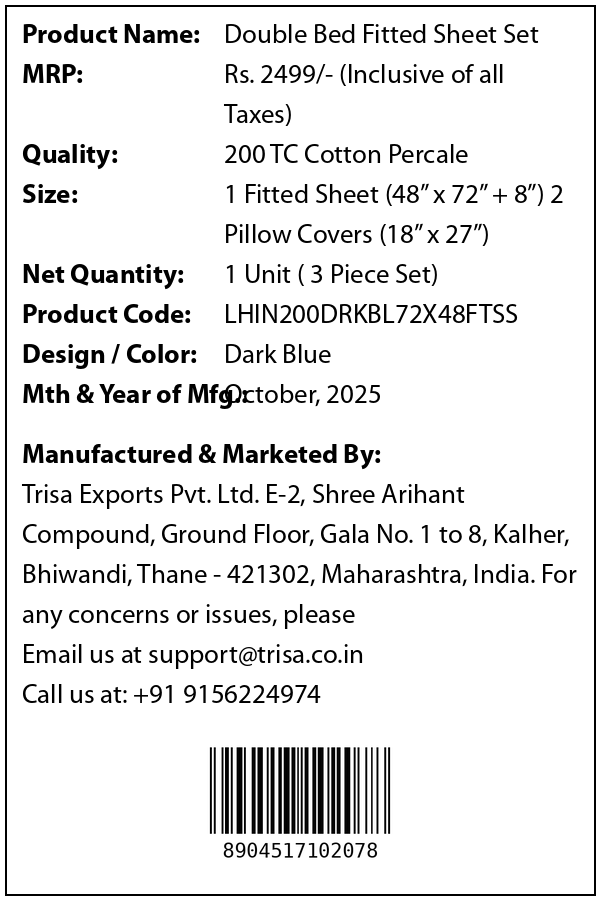 Product Name: Double Bed Fitted Sheet Set
MRP: Rs. 2499/- (Inclusive of all
Taxes)
Quality: 200 TC Cotton Percale
Size: 1 Fitted Sheet (48” x 72” + 8”) 2
Pillow Covers (18” x 27”)
Net Quantity: 1 Unit ( 3 Piece Set)
Product Code: LHIN200DRKBL72X48FTSS
Design / Color: Dark Blue
Mth & Year of Mfg.: October, 2025
Manufactured & Marketed By:
Trisa Exports Pvt. Ltd. E-2, Shree Arihant
Compound, Ground Floor, Gala No. 1 to 8, Kalher,
Bhiwandi, Thane - 421302, Maharashtra, India. For
any concerns or issues, please
Email us at support@trisa.co.in
Call us at: +91 9156224974
8904517102078